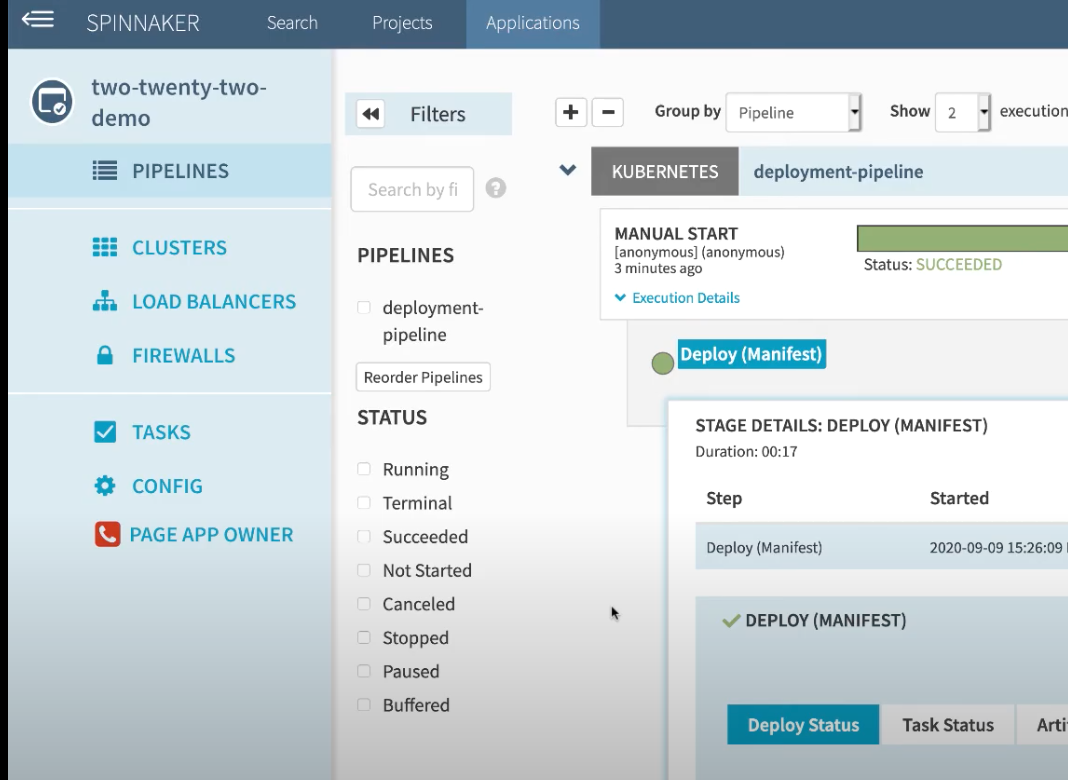 SPINNAKER Search Projects Applications
two-twenty-two-
demo
PIPELINES
CLUSTERS
LOAD BALANCERS
FIREWALLS
TASKS
CONFIG
PAGE APP OWNER
Filters
Search by fi
?
PIPELINES
deployment-
pipeline
Reorder Pipelines
STATUS
Running
Terminal
Succeeded
Not Started
Canceled
Stopped
Paused
Buffered
Group by Pipeline Show 2 execution
KUBERNETES deployment-pipeline
MANUAL START
[anonymous] (anonymous)
3 minutes ago
Status: SUCCEEDED
Execution Details
Deploy (Manifest)
STAGE DETAILS: DEPLOY (MANIFEST)
Duration: 00:17
Step Started
Deploy (Manifest) 2020-09-09 15:26:09
DEPLOY (MANIFEST)
Deploy Status Task Status Arti